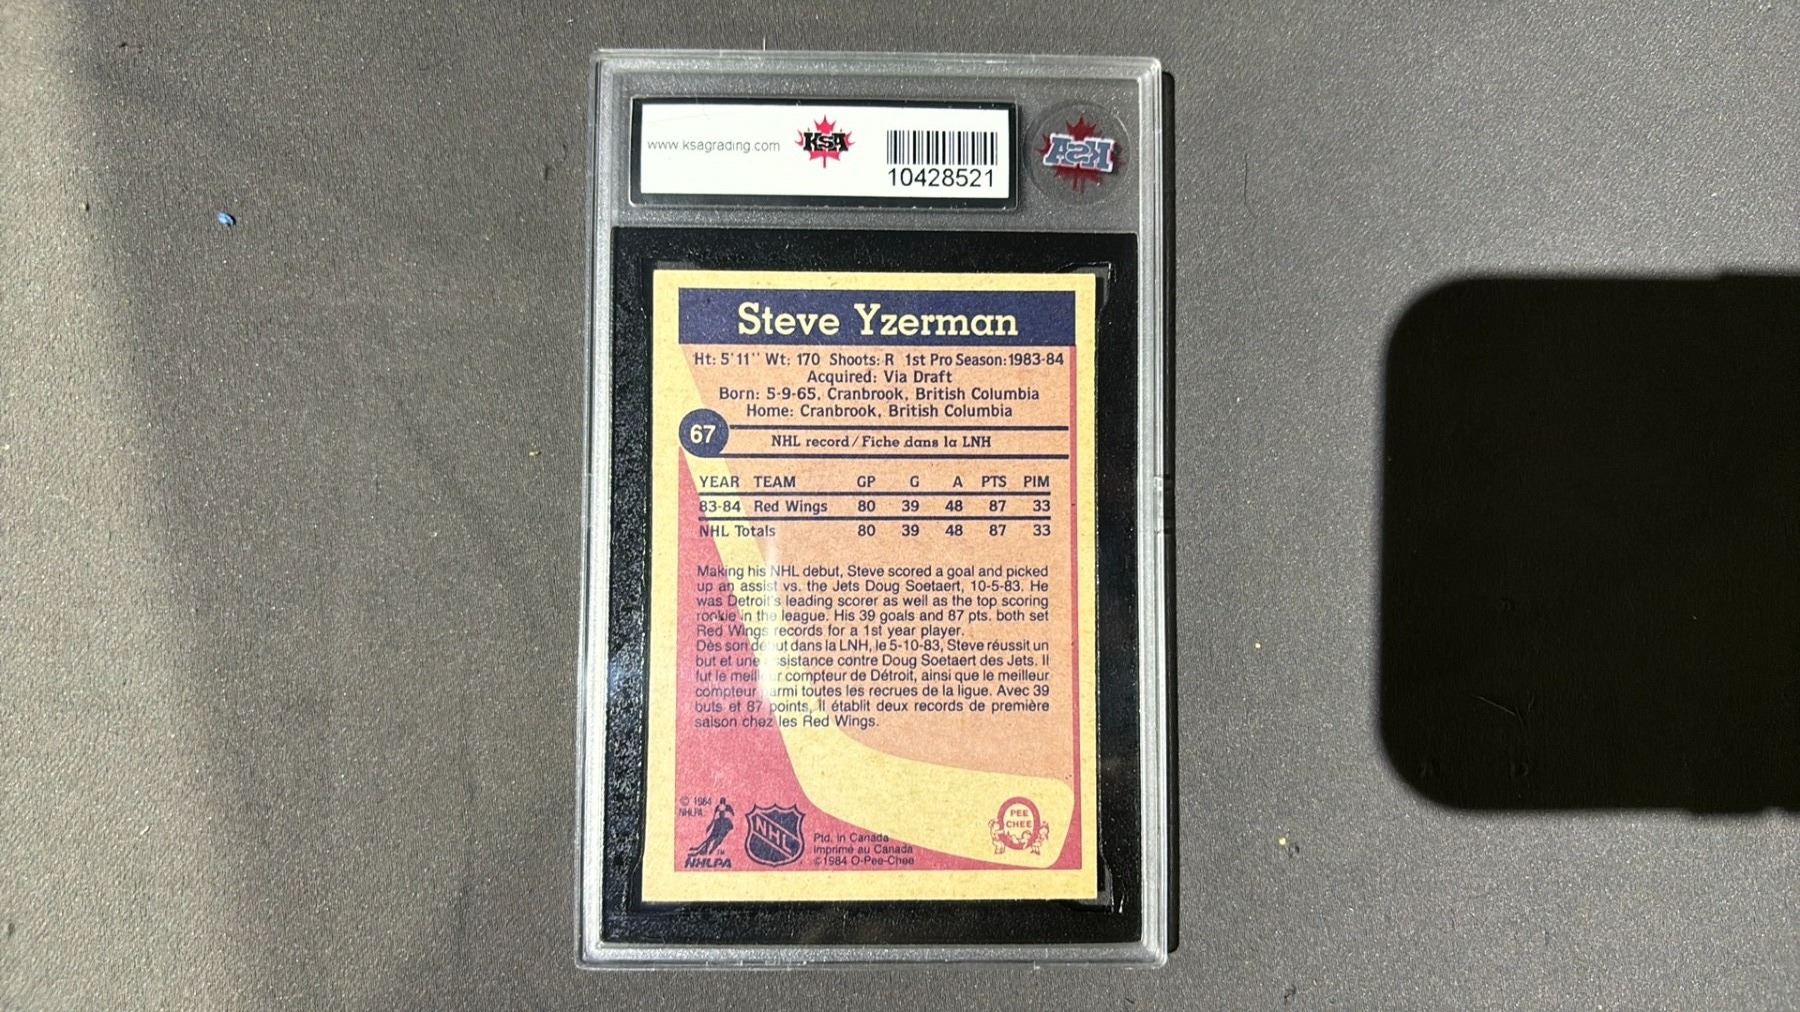 www.ksagrading.com
KSA
10428521
KSA
Steve Yzerman
Ht: 5'11'' Wt: 170 Shoots: R 1st Pro Season: 1983-84
Acquired: Via Draft
Born: 5-9-65, Cranbrook, British Columbia
Home: Cranbrook, British Columbia
67
NHL record / Fiche dans la LNH
YEAR TEAM GP G A PTS PIM
83-84 Red Wings 80 39 48 87 33
NHL Totals 80 39 48 87 33
Making his NHL debut, Steve scored a goal and picked
up an assist vs. the Jets Doug Soetaert, 10-5-83. He
was Detroit's leading scorer as well as the top scoring
rookie in the league. His 39 goals and 87 pts. both set
Red Wings records for a 1st year player.
Dès son début dans la LNH, le 5-10-83, Steve réussit un
but et une assistance contre Doug Soetaert des Jets. Il
fut le meilleur compteur de Détroit, ainsi que le meilleur
compteur parmi toutes les recrues de la ligue. Avec 39
buts et 87 points, Il établit deux records de première
saison chez les Red Wings.
© 1984
NHLPA.
TM
NHLPA
NHL
Ptd. in Canada
Imprimé au Canada
© 1984 O-Pee-Chee
O
PEE
CHEE